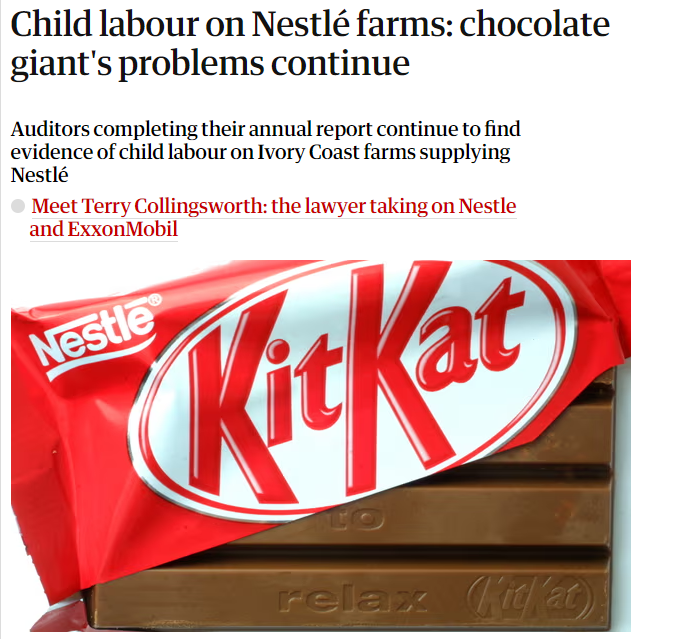 Child labour on Nestlé farms: chocolate
giant's problems continue
Auditors completing their annual report continue to find
evidence of child labour on Ivory Coast farms supplying
Nestlé
Meet Terry Collingsworth: the lawyer taking on Nestle
and ExxonMobil
Nestlé®
KitKat
to
relax KitKat